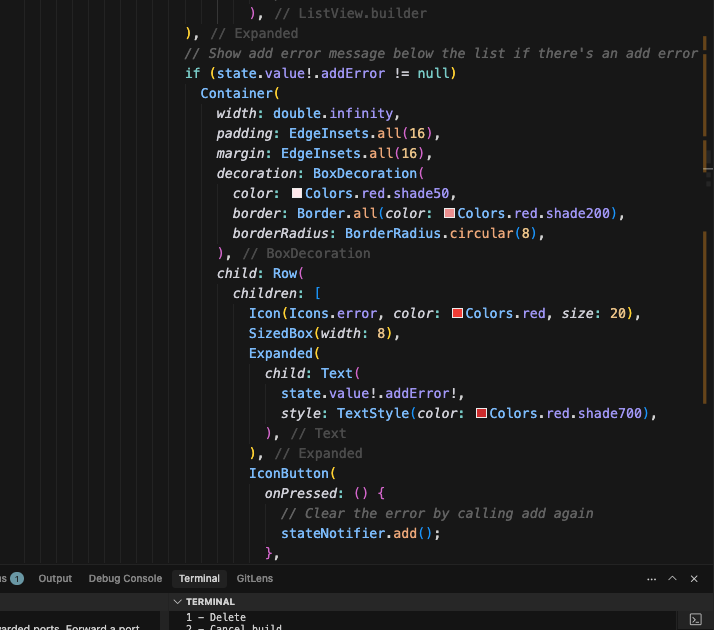 ), // ListView.builder
), // Expanded
// Show add error message below the list if there's an add error
if (state.value!.addError != null)
Container(
width: double.infinity,
padding: EdgeInsets.all(16),
margin: EdgeInsets.all(16),
decoration: BoxDecoration(
color: Colors.red.shade50,
border: Border.all(color: Colors.red.shade200),
borderRadius: BorderRadius.circular(8),
), // BoxDecoration
child: Row(
children: [
Icon(Icons.error, color: Colors.red, size: 20),
SizedBox(width: 8),
Expanded(
child: Text(
state.value!.addError!,
style: TextStyle(color: Colors.red.shade700),
), // Text
), // Expanded
IconButton(
onPressed: () {
// Clear the error by calling add again
stateNotifier.add();
},
1 Output Debug Console Terminal GitLens
TERMINAL
1 – Delete
2 – Cancel build
warded ports. Forward a port